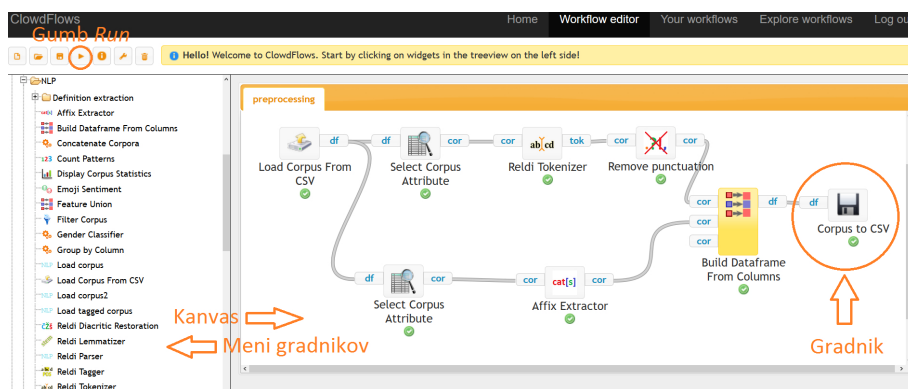 ClowdFlows
Home Workflow editor Your workflows Explore workflows Log ou
Gumb Run
Hello! Welcome to ClowdFlows. Start by clicking on widgets in the treeview on the left side!
NLP
Definition extraction
Affix Extractor
Build Dataframe From Columns
Concatenate Corpora
Count Patterns
Display Corpus Statistics
Emoji Sentiment
Feature Union
Filter Corpus
Gender Classifier
Group by Column
Load corpus
Load Corpus From CSV
Load corpus2
Load tagged corpus
Reldi Diacritic Restoration
Reldi Lemmatizer
Reldi Parser
Reldi Tagger
Reldi Tokenizer
preprocessing
df df cor cor ab cd tok cor cor
Load Corpus From
CSV
Select Corpus
Attribute
Reldi Tokenizer
Remove punctuation
cor
cor
cor
df df
Build Dataframe
From Columns
Corpus to CSV
df cor cor cat[s] cor
Select Corpus
Attribute
Affix Extractor
Kanvas
Meni gradnikov
Gradnik